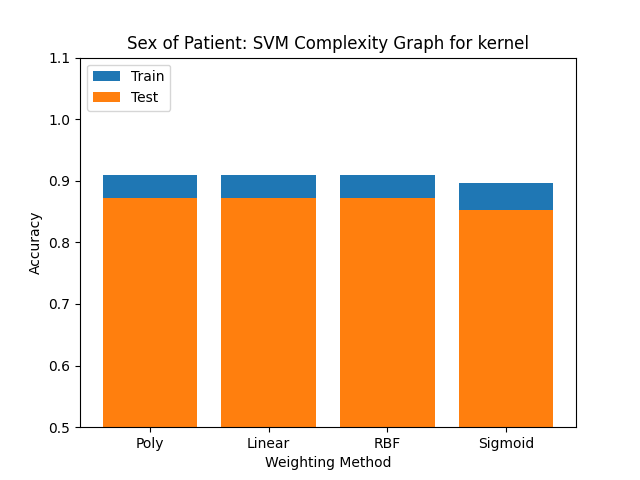 Sex of Patient: SVM Complexity Graph for kernel
Train
Test
1.1
1.0
0.9
0.8
0.7
0.6
0.5
Accuracy
Poly Linear RBF Sigmoid
Weighting Method